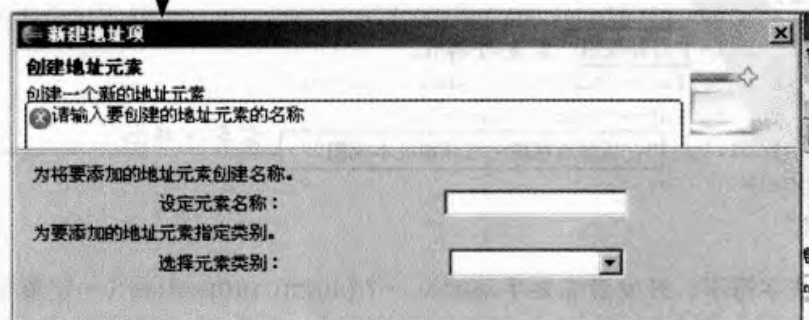 新建地址项
创建地址元素
创建一个新的地址元素
请输入要创建的地址元素的名称
为将要添加的地址元素创建名称。
设定元素名称：
为要添加的地址元素指定类别。
选择元素类别：